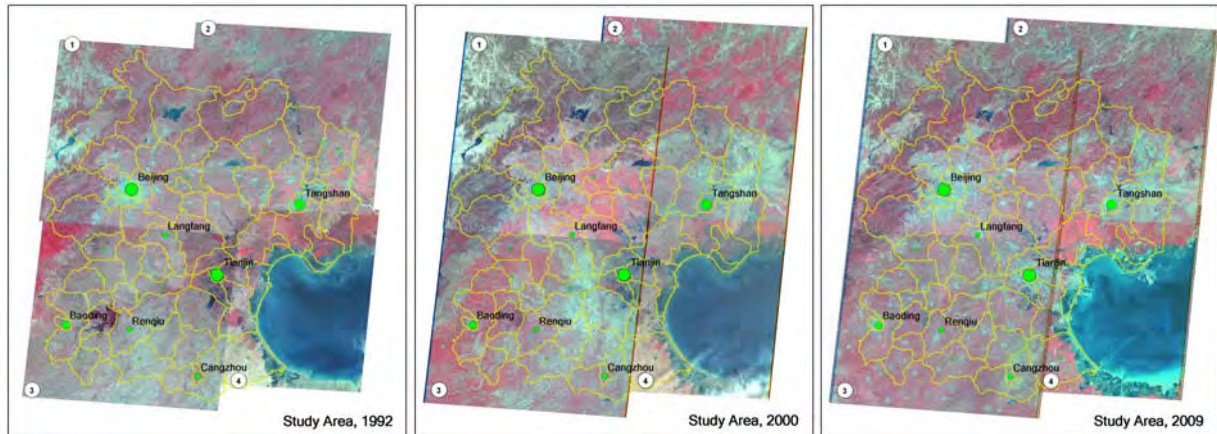 1
2
Beijing
Tangshan
Langfang
Tianjin
Baoding
Renqiu
Cangzhou
3
4
Study Area, 1992
1
2
Beijing
Tangshan
Langfang
Tianjin
Baoding
Renqiu
Cangzhou
3
4
Study Area, 2000
1
2
Beijing
Tangshan
Langfang
Tianjin
Baoding
Renqiu
Cangzhou
3
4
Study Area, 2009